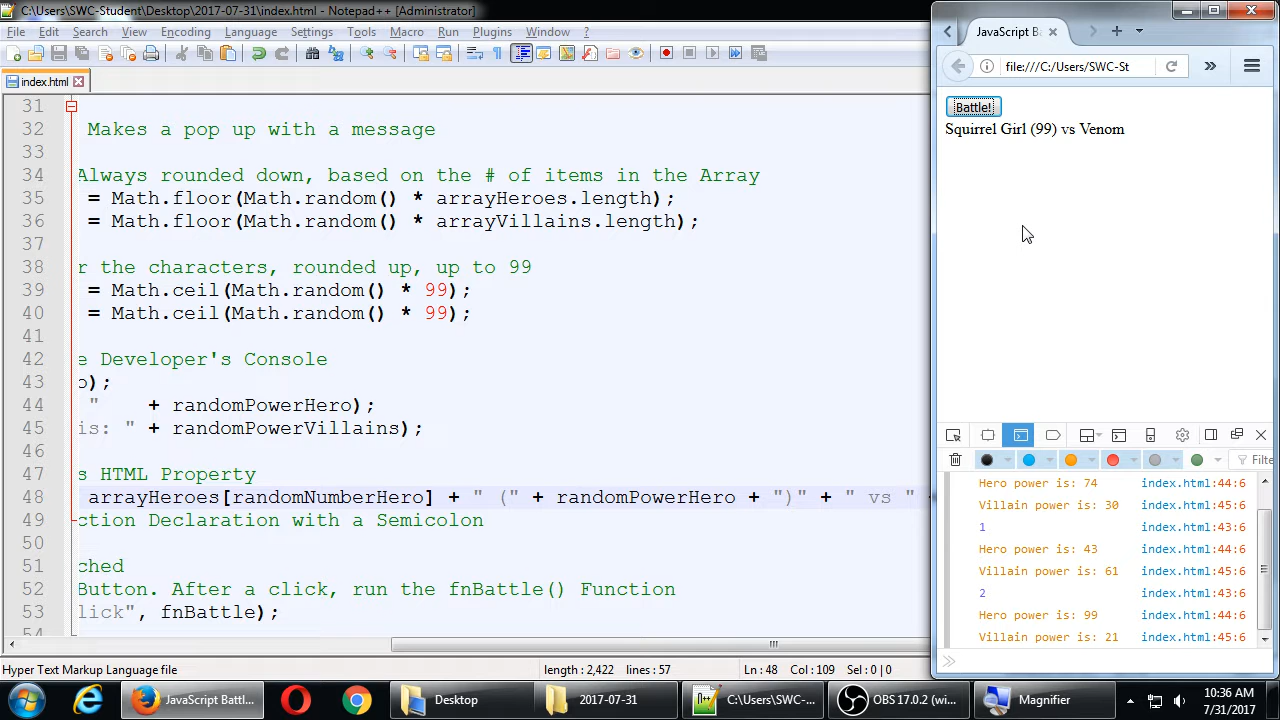 C:\Users\SWC-Student\Desktop\2017-07-31\index.html - Notepad++ [Administrator]
File Edit Search View Encoding Language Settings Tools Macro Run Plugins Window ?
index.html
31
32 Makes a pop up with a message
33
34 Always rounded down, based on the # of items in the Array
35 = Math.floor(Math.random() * arrayHeroes.length);
36 = Math.floor(Math.random() * arrayVillains.length);
37
38 r the characters, rounded up, up to 99
39 = Math.ceil(Math.random() * 99);
40 = Math.ceil(Math.random() * 99);
41
42 e Developer's Console
43 o);
44 " + randomPowerHero);
45 is: " + randomPowerVillains);
46
47 s HTML Property
48 arrayHeroes[randomNumberHero] + " (" + randomPowerHero + ")" + " vs " +
49 ction Declaration with a Semicolon
50
51 ched
52 Button. After a click, run the fnBattle() Function
53 lick", fnBattle);
54
Hyper Text Markup Language file length : 2,422 lines : 57 Ln : 48 Col : 109 Sel : 0 | 0
JavaScript Ba
file:///C:/Users/SWC-St
Battle!
Squirrel Girl (99) vs Venom
Filte
Hero power is: 74 index.html:44:6
Villain power is: 30 index.html:45:6
1 index.html:43:6
Hero power is: 43 index.html:44:6
Villain power is: 61 index.html:45:6
2 index.html:43:6
Hero power is: 99 index.html:44:6
Villain power is: 21 index.html:45:6
JavaScript Battl... Desktop 2017-07-31 C:\Users\SWC-... OBS 17.0.2 (wi... Magnifier
10:36 AM
7/31/2017